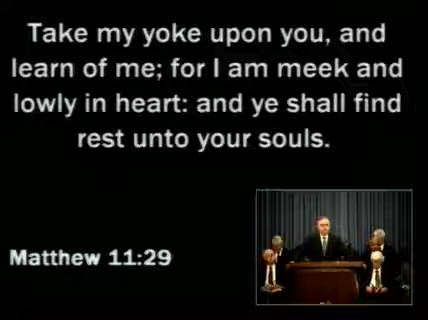 Take my yoke upon you, and
learn of me; for I am meek and
lowly in heart: and ye shall find
rest unto your souls.
Matthew 11:29